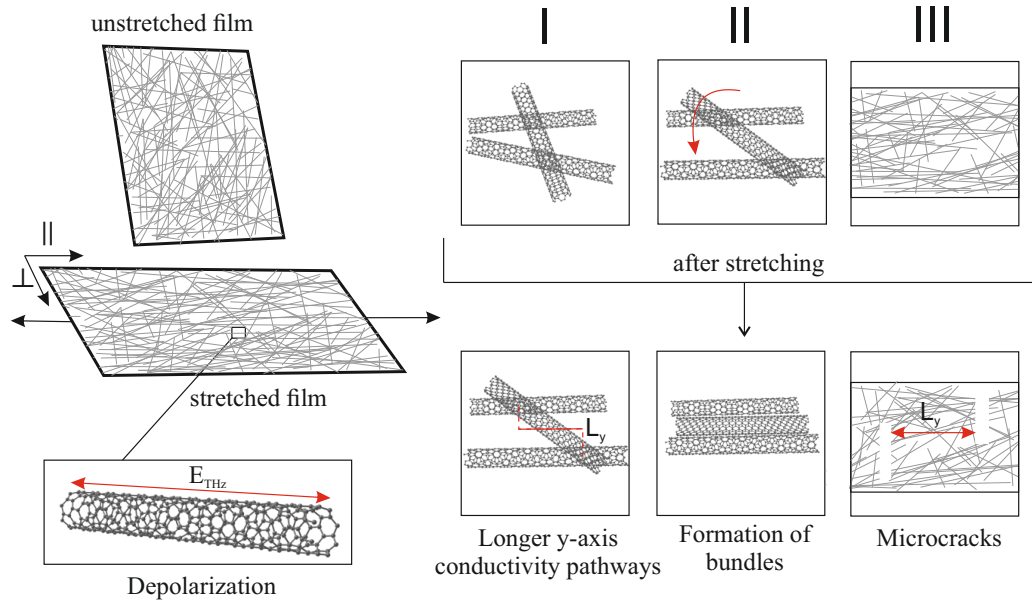 unstretched film
I
II
III
||
⊥
after stretching
stretched film
L_y
L_y
E_THz
Depolarization
Longer y-axis
conductivity pathways
Formation of
bundles
Microcracks